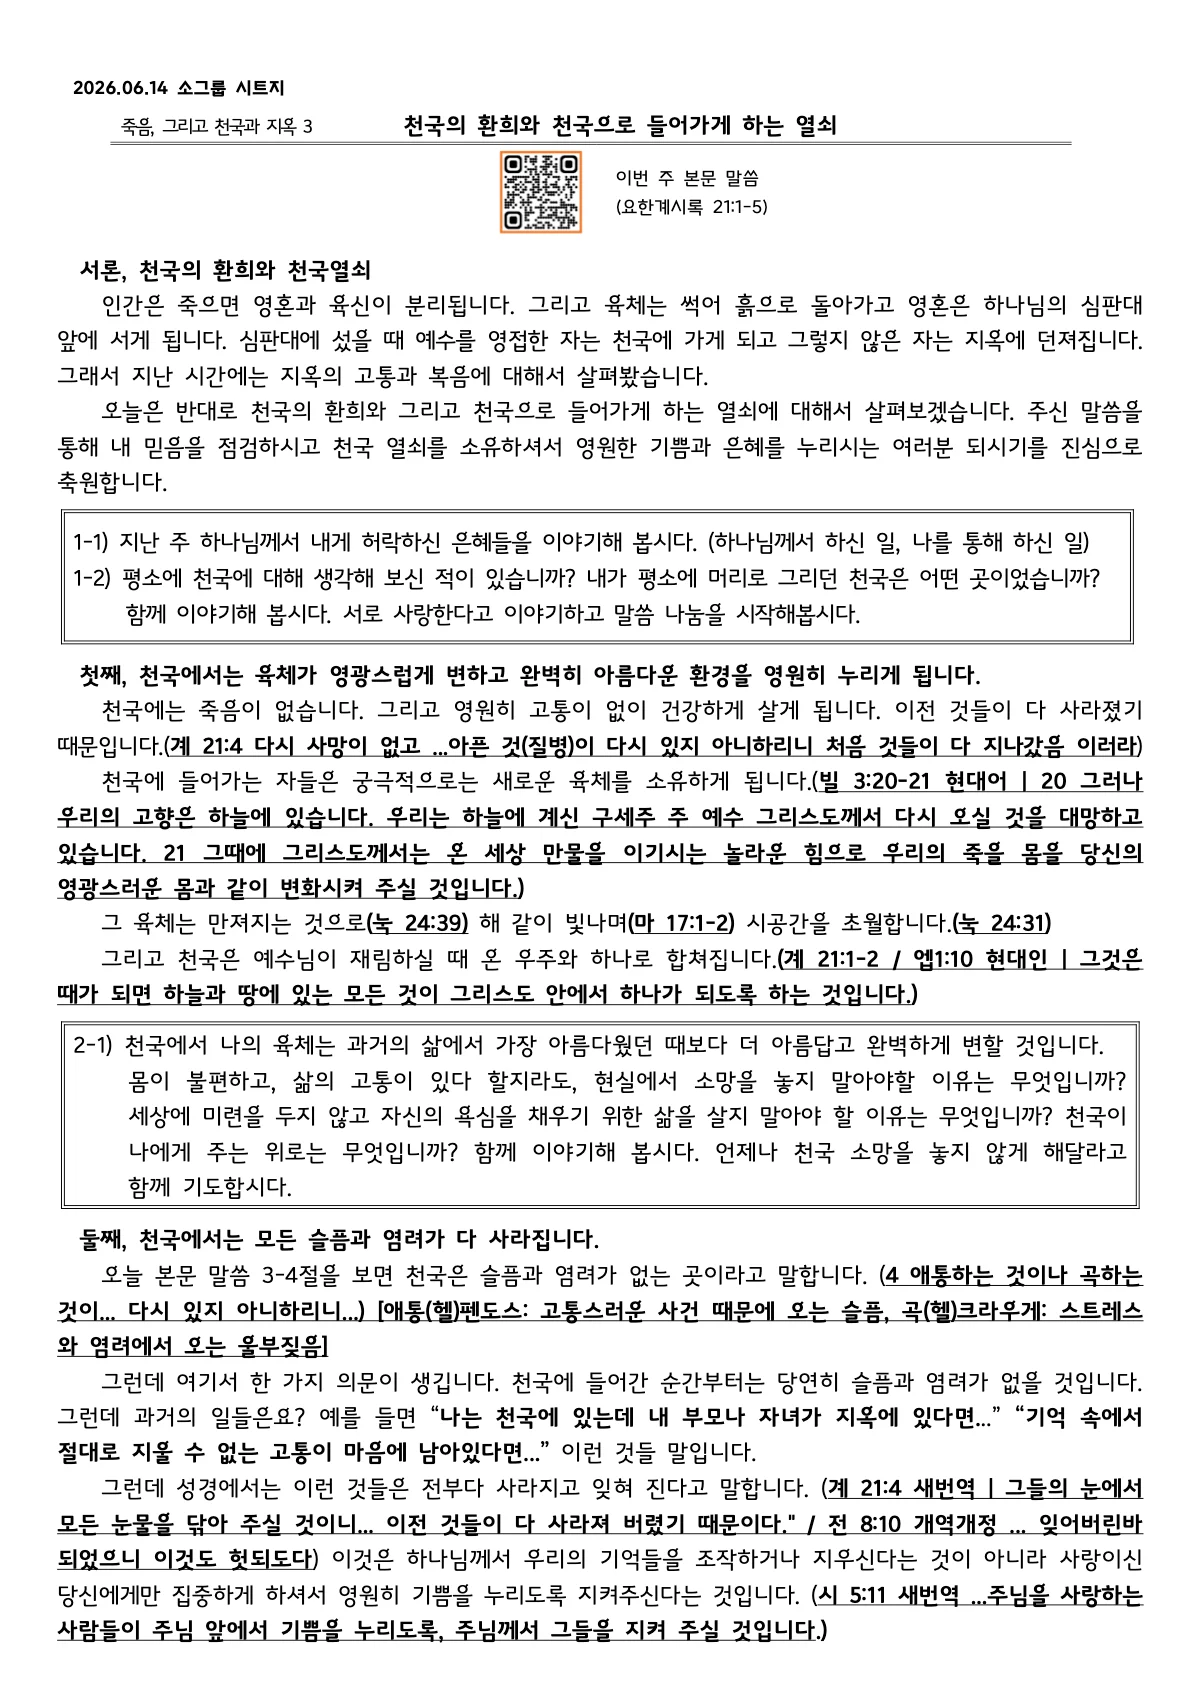 2026.06.14 소그룹 시트지
죽음, 그리고 천국과 지옥 3 천국의 환희와 천국으로 들어가게 하는 열쇠
이번 주 본문 말씀
(요한계시록 21:1-5)
서론, 천국의 환희와 천국열쇠
인간은 죽으면 영혼과 육신이 분리됩니다. 그리고 육체는 썩어 흙으로 돌아가고 영혼은 하나님의 심판대
앞에 서게 됩니다. 심판대에 섰을 때 예수를 영접한 자는 천국에 가게 되고 그렇지 않은 자는 지옥에 던져집니다.
그래서 지난 시간에는 지옥의 고통과 복음에 대해서 살펴봤습니다.
오늘은 반대로 천국의 환희와 그리고 천국으로 들어가게 하는 열쇠에 대해서 살펴보겠습니다. 주신 말씀을
통해 내 믿음을 점검하시고 천국 열쇠를 소유하셔서 영원한 기쁨과 은혜를 누리시는 여러분 되시기를 진심으로
축원합니다.
1-1) 지난 주 하나님께서 내게 허락하신 은혜들을 이야기해 봅시다. (하나님께서 하신 일, 나를 통해 하신 일)
1-2) 평소에 천국에 대해 생각해 보신 적이 있습니까? 내가 평소에 머리로 그리던 천국은 어떤 곳이었습니까?
함께 이야기해 봅시다. 서로 사랑한다고 이야기하고 말씀 나눔을 시작해봅시다.
첫째, 천국에서는 육체가 영광스럽게 변하고 완벽히 아름다운 환경을 영원히 누리게 됩니다.
천국에는 죽음이 없습니다. 그리고 영원히 고통이 없이 건강하게 살게 됩니다. 이전 것들이 다 사라졌기
때문입니다.(계 21:4 다시 사망이 없고 ...아픈 것(질병)이 다시 있지 아니하리니 처음 것들이 다 지나갔음 이러라)
천국에 들어가는 자들은 궁극적으로는 새로운 육체를 소유하게 됩니다.(빌 3:20-21 현대어 | 20 그러나
우리의 고향은 하늘에 있습니다. 우리는 하늘에 계신 구세주 주 예수 그리스도께서 다시 오실 것을 대망하고
있습니다. 21 그때에 그리스도께서는 온 세상 만물을 이기시는 놀라운 힘으로 우리의 죽을 몸을 당신의
영광스러운 몸과 같이 변화시켜 주실 것입니다.)
그 육체는 만져지는 것으로(눅 24:39) 해 같이 빛나며(마 17:1-2) 시공간을 초월합니다.(눅 24:31)
그리고 천국은 예수님이 재림하실 때 온 우주와 하나로 합쳐집니다.(계 21:1-2 / 엡1:10 현대인 | 그것은
때가 되면 하늘과 땅에 있는 모든 것이 그리스도 안에서 하나가 되도록 하는 것입니다.)
2-1) 천국에서 나의 육체는 과거의 삶에서 가장 아름다웠던 때보다 더 아름답고 완벽하게 변할 것입니다.
몸이 불편하고, 삶의 고통이 있다 할지라도, 현실에서 소망을 놓지 말아야할 이유는 무엇입니까?
세상에 미련을 두지 않고 자신의 욕심을 채우기 위한 삶을 살지 말아야 할 이유는 무엇입니까? 천국이
나에게 주는 위로는 무엇입니까? 함께 이야기해 봅시다. 언제나 천국 소망을 놓지 않게 해달라고
함께 기도합시다.
둘째, 천국에서는 모든 슬픔과 염려가 다 사라집니다.
오늘 본문 말씀 3-4절을 보면 천국은 슬픔과 염려가 없는 곳이라고 말합니다. (4 애통하는 것이나 곡하는
것이... 다시 있지 아니하리니...) [애통(헬)펜도스: 고통스러운 사건 때문에 오는 슬픔, 곡(헬)크라우게: 스트레스
와 염려에서 오는 울부짖음]
그런데 여기서 한 가지 의문이 생깁니다. 천국에 들어간 순간부터는 당연히 슬픔과 염려가 없을 것입니다.
그런데 과거의 일들은요? 예를 들면 “나는 천국에 있는데 내 부모나 자녀가 지옥에 있다면...” “기억 속에서
절대로 지울 수 없는 고통이 마음에 남아있다면...” 이런 것들 말입니다.
그런데 성경에서는 이런 것들은 전부다 사라지고 잊혀 진다고 말합니다. (계 21:4 새번역 | 그들의 눈에서
모든 눈물을 닦아 주실 것이니... 이전 것들이 다 사라져 버렸기 때문이다." / 전 8:10 개역개정 ... 잊어버린바
되었으니 이것도 헛되도다) 이것은 하나님께서 우리의 기억들을 조작하거나 지우신다는 것이 아니라 사랑이신
당신에게만 집중하게 하셔서 영원히 기쁨을 누리도록 지켜주신다는 것입니다. (시 5:11 새번역 ...주님을 사랑하는
사람들이 주님 앞에서 기쁨을 누리도록, 주님께서 그들을 지켜 주실 것입니다.)